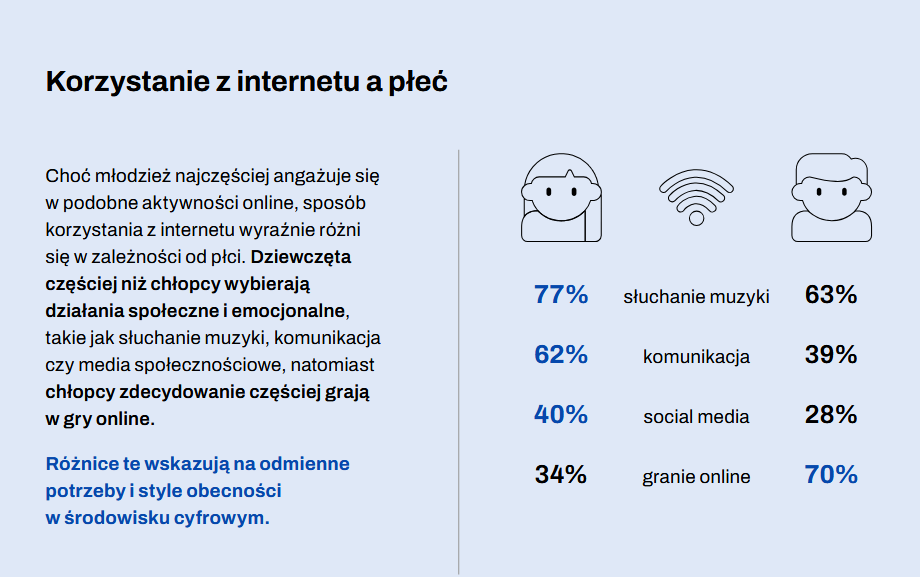 Korzystanie z internetu a płeć
Choć młodzież najczęściej angażuje się
w podobne aktywności online, sposób
korzystania z internetu wyraźnie różni
się w zależności od płci. Dziewczęta
częściej niż chłopcy wybierają
działania społeczne i emocjonalne,
takie jak słuchanie muzyki, komunikacja
czy media społecznościowe, natomiast
chłopcy zdecydowanie częściej grają
w gry online.
Różnice te wskazują na odmienne
potrzeby i style obecności
w środowisku cyfrowym.
77% słuchanie muzyki 63%
62% komunikacja 39%
40% social media 28%
34% granie online 70%